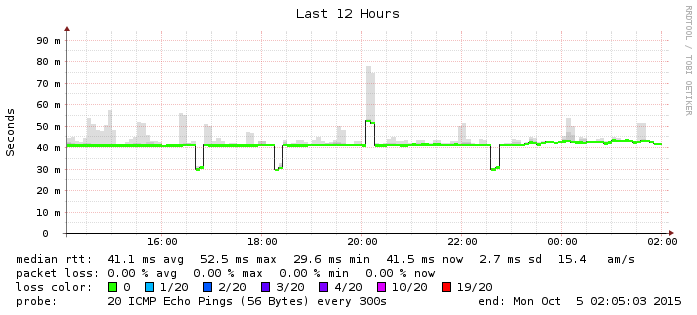 Last 12 Hours
RRDTOOL / TOBI OETIKER
Seconds
90 m
80 m
70 m
60 m
50 m
40 m
30 m
20 m
10 m
0
16:00 18:00 20:00 22:00 00:00 02:00
median rtt: 41.1 ms avg 52.5 ms max 29.6 ms min 41.5 ms now 2.7 ms sd 15.4 am/s
packet loss: 0.00 % avg 0.00 % max 0.00 % min 0.00 % now
loss color: 0 1/20 2/20 3/20 4/20 10/20 19/20
probe: 20 ICMP Echo Pings (56 Bytes) every 300s end: Mon Oct 5 02:05:03 2015